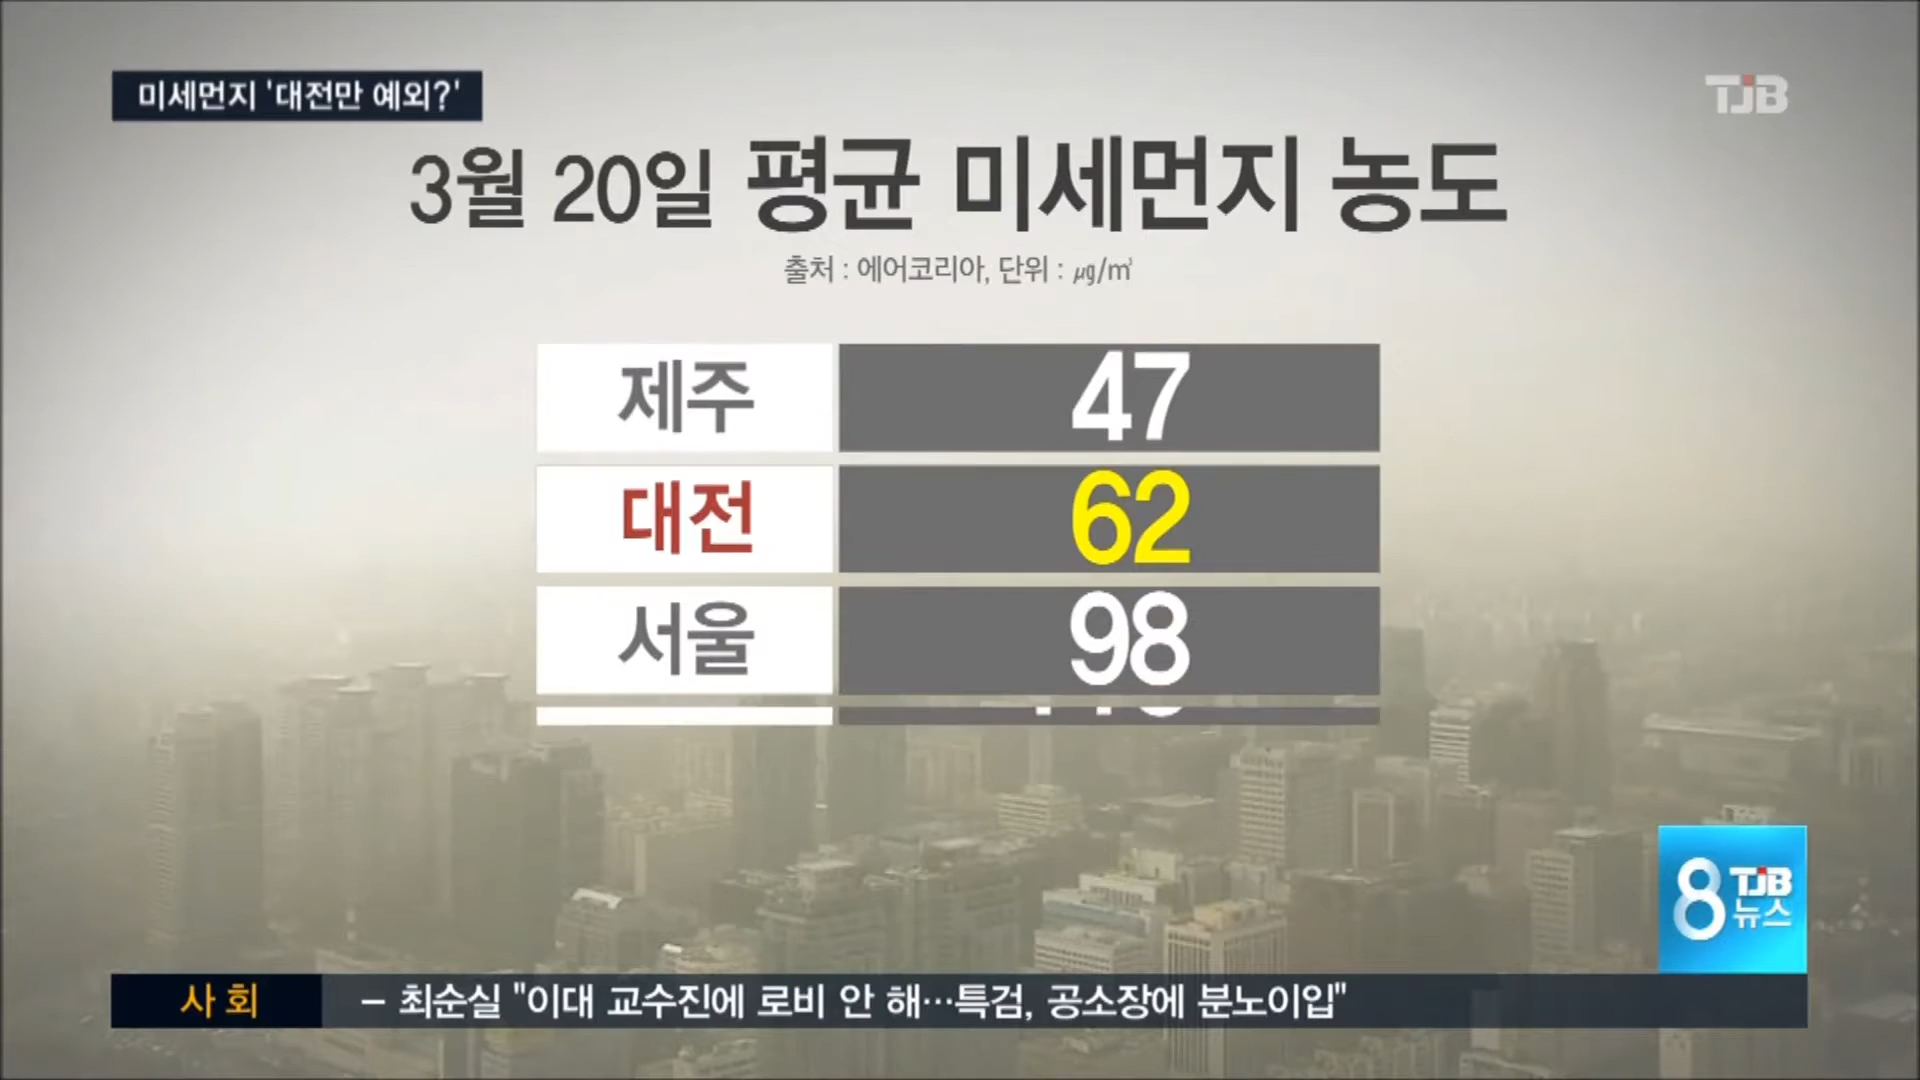 미세먼지 '대전만 예외?'
TJB
3월 20일 평균 미세먼지 농도
출처 : 에어코리아, 단위 : ㎍/㎥
제주 47
대전 62
서울 98
8 TJB 뉴스
사회 - 최순실 "이대 교수진에 로비 안 해…특검, 공소장에 분노이입"